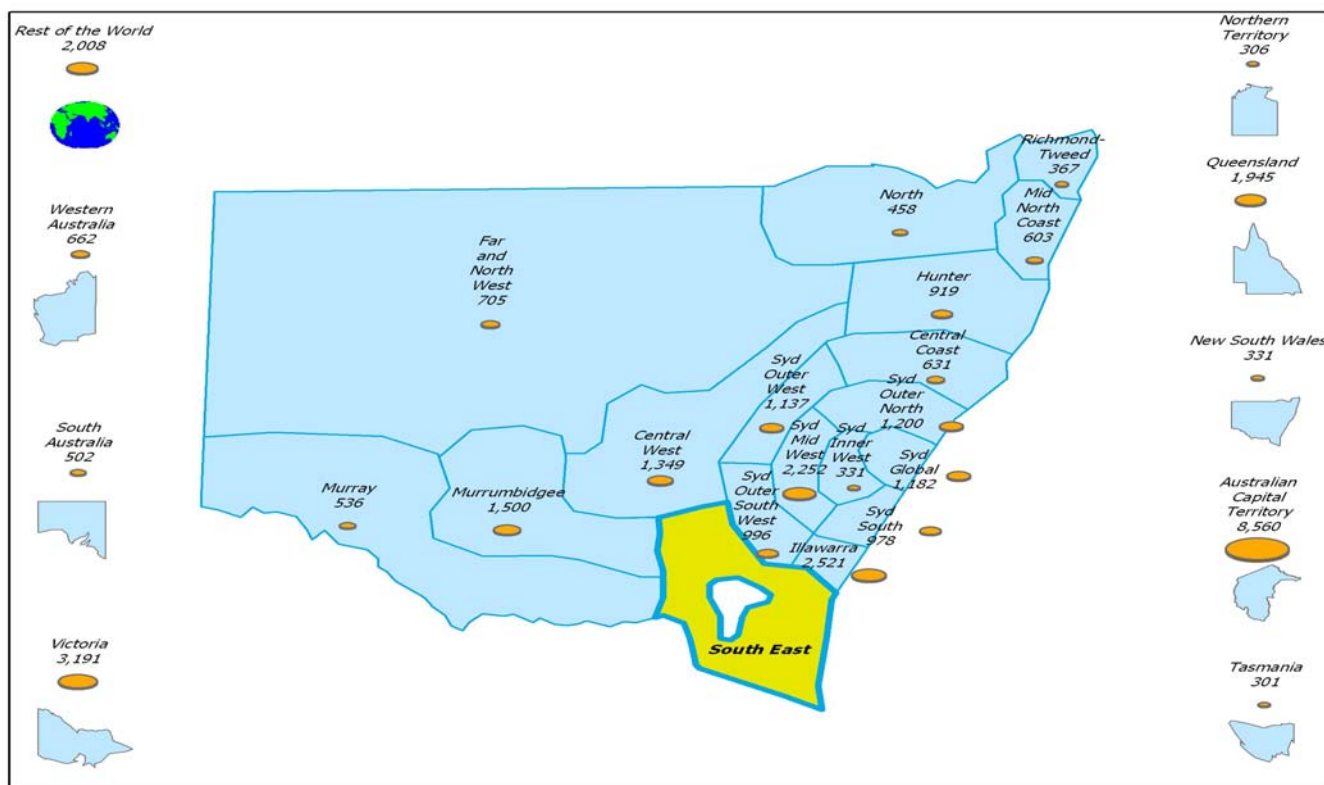 Rest of the World
2,008
Western
Australia
662
South
Australia
502
Victoria
3,191
Far
and
North
West
705
Murray
536
Murrumbidgee
1,500
Central
West
1,349
North
458
Richmond-
Tweed
367
Mid
North
Coast
603
Hunter
919
Central
Coast
631
Syd
Outer
West
1,137
Syd
Outer
North
1,200
Syd
Mid
West
2,252
Syd
Inner
West
331
Syd
Global
1,182
Syd
Outer
South
West
996
Syd
South
978
Illawarra
2,521
South East
Northern
Territory
306
Queensland
1,945
New South Wales
331
Australian
Capital
Territory
8,560
Tasmania
301